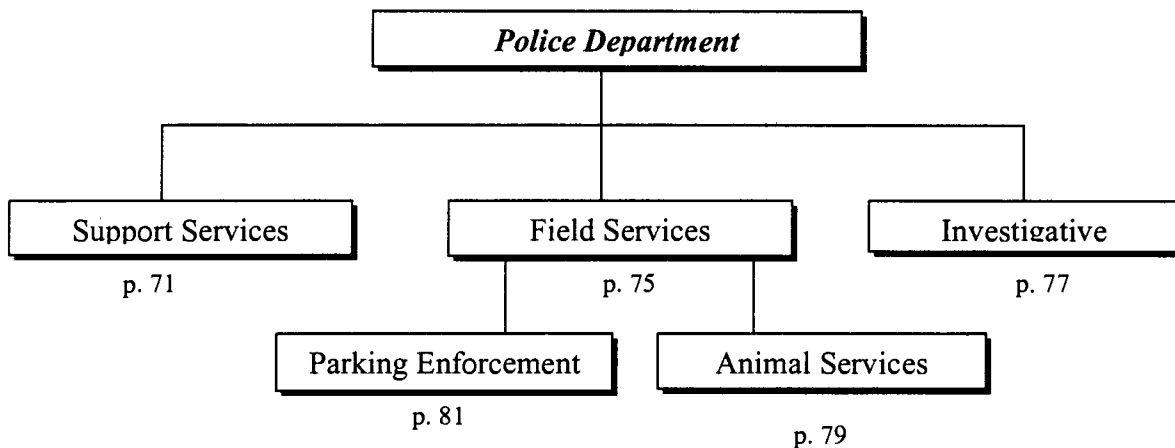 Police Department
Support Services
Field Services
Investigative
p. 71
p. 75
p. 77
Parking Enforcement
Animal Services
p. 81
p. 79